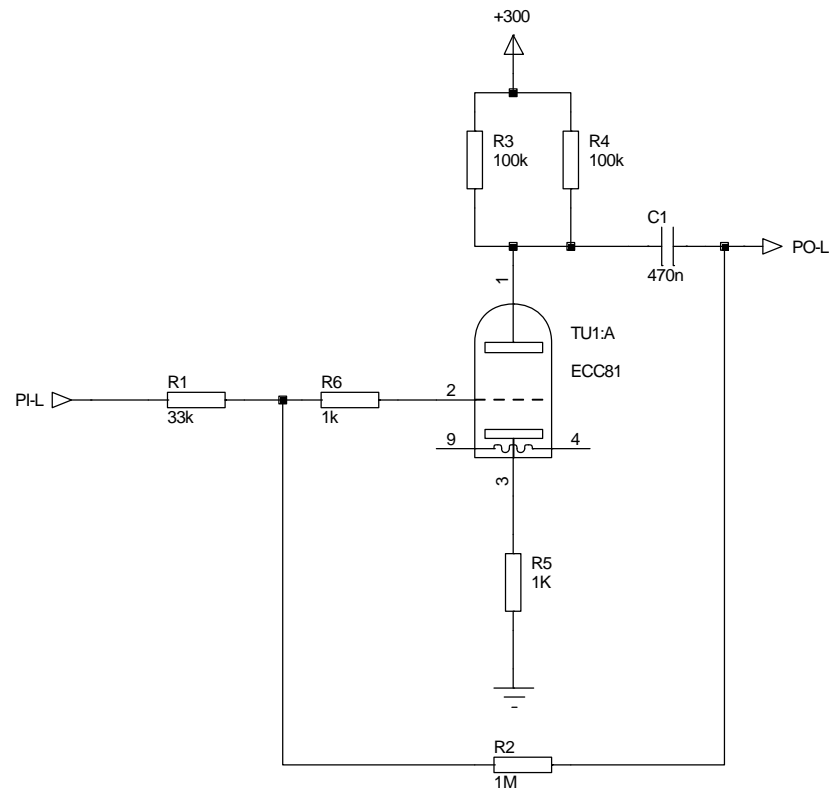 +300
R3
100k
R4
100k
C1
470n
PO-L
1
TU1:A
ECC81
PI-L
R1
33k
R6
1k
2
9
4
3
R5
1K
R2
1M